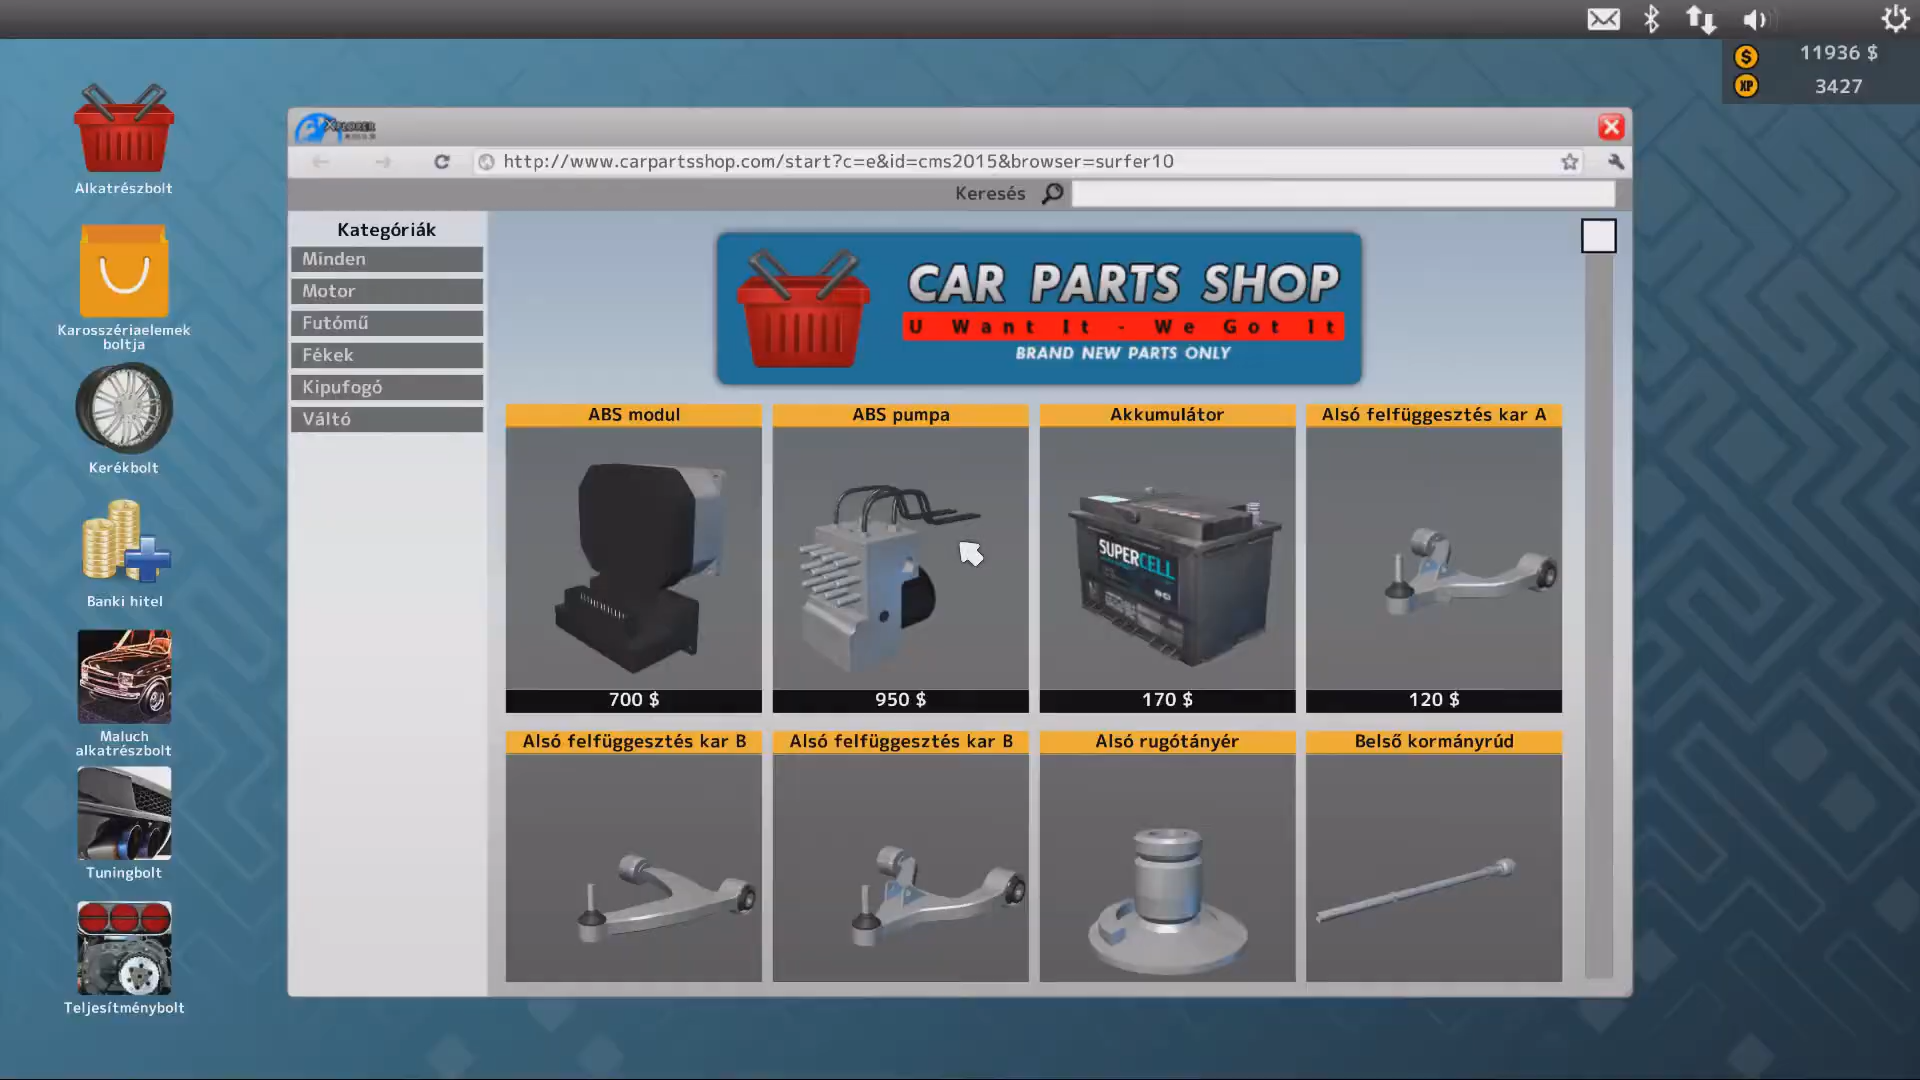 11936 $
XP
3427
Alkatrészbolt
Karosszériaelemek
boltja
Kerékbolt
Banki hitel
Maluch
alkatrészbolt
Tuningbolt
Teljesítménybolt
XPLORER
http://www.carpartsshop.com/start?c=e&id=cms2015&browser=surfer10
Keresés
Kategóriák
Minden
Motor
Futómű
Fékek
Kipufogó
Váltó
CAR PARTS SHOP
U Want It - We Got It
BRAND NEW PARTS ONLY
ABS modul
ABS pumpa
Akkumulátor
Alsó felfüggesztés kar A
SUPERCELL
700 $
950 $
170 $
120 $
Alsó felfüggesztés kar B
Alsó felfüggesztés kar B
Alsó rugótányér
Belső kormányrúd